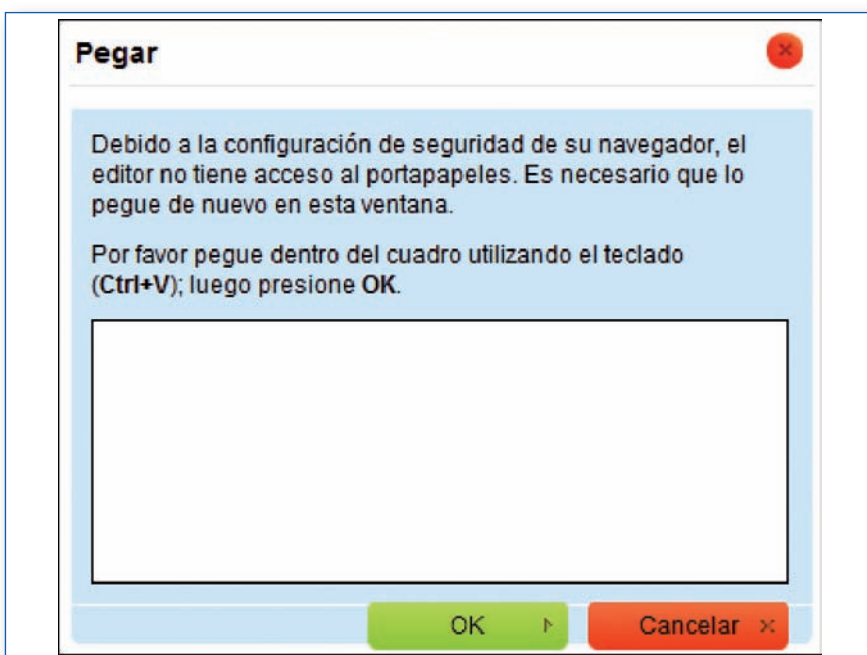 Pegar
Debido a la configuración de seguridad de su navegador, el
editor no tiene acceso al portapapeles. Es necesario que lo
pegue de nuevo en esta ventana.
Por favor pegue dentro del cuadro utilizando el teclado
(Ctrl+V); luego presione OK.
OK
Cancelar